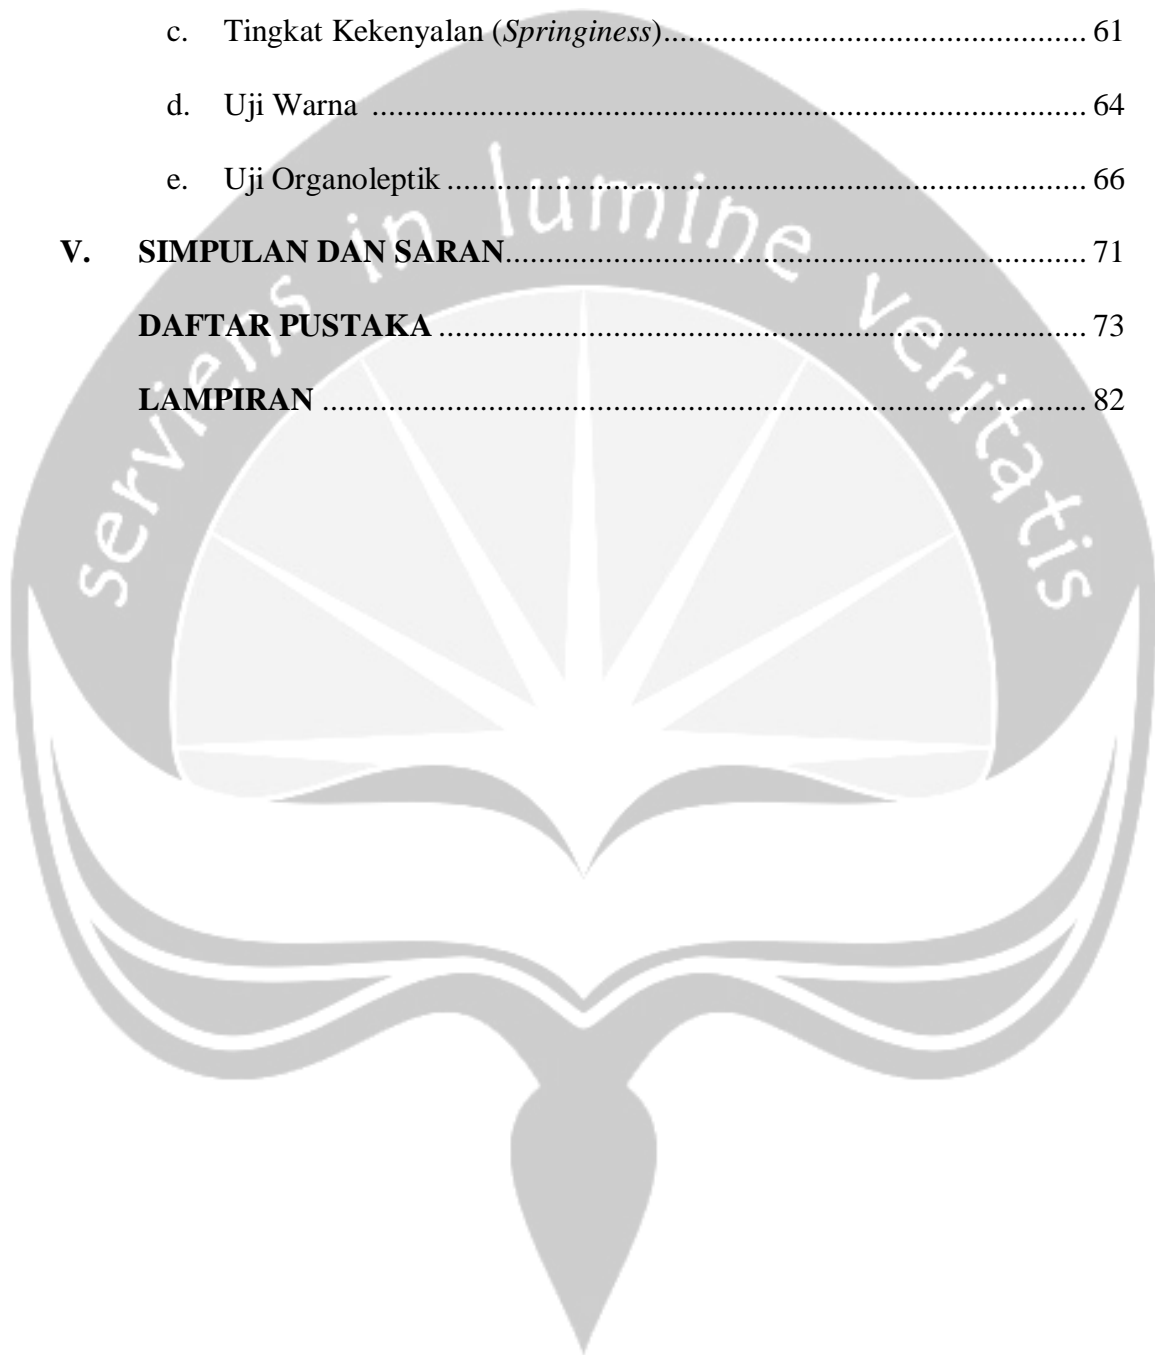 c. Tingkat Kekenyalan (Springiness)........................................................ 61
d. Uji Warna ............................................................................................ 64
e. Uji Organoleptik .................................................................................. 66
V. SIMPULAN DAN SARAN........................................................................... 71
DAFTAR PUSTAKA ................................................................................... 73
LAMPIRAN .................................................................................................. 82
serviens in lumine veritatis